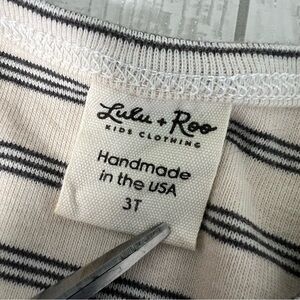 Lulu + Roo
KIDS CLOTHING
Handmade
in the USA
3T